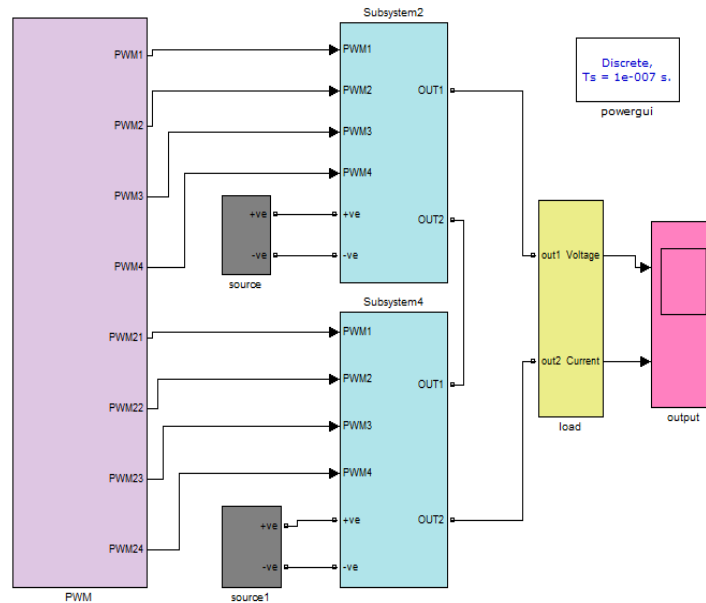 Subsystem2
PWM1
PWM2
PWM3
PWM4
PWM21
PWM22
PWM23
PWM24
PWM
PWM1
PWM2
PWM3
PWM4
+ve
-ve
OUT1
OUT2
+ve
-ve
source
Subsystem4
PWM1
PWM2
PWM3
PWM4
+ve
-ve
OUT1
OUT2
+ve
-ve
source1
Discrete,
Ts = 1e-007 s.
powergui
out1 Voltage
out2 Current
load
output